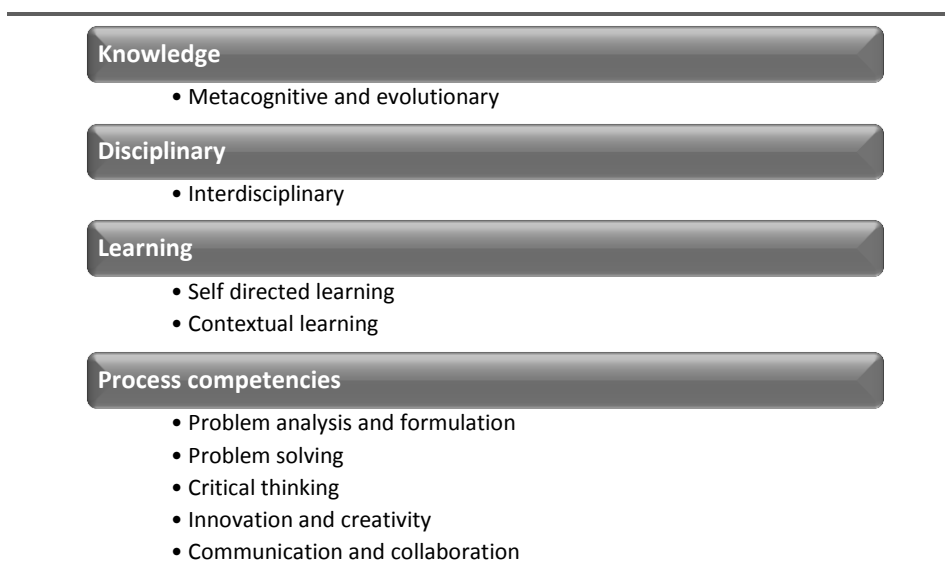 Knowledge
• Metacognitive and evolutionary
Disciplinary
• Interdisciplinary
Learning
• Self directed learning
• Contextual learning
Process competencies
• Problem analysis and formulation
• Problem solving
• Critical thinking
• Innovation and creativity
• Communication and collaboration